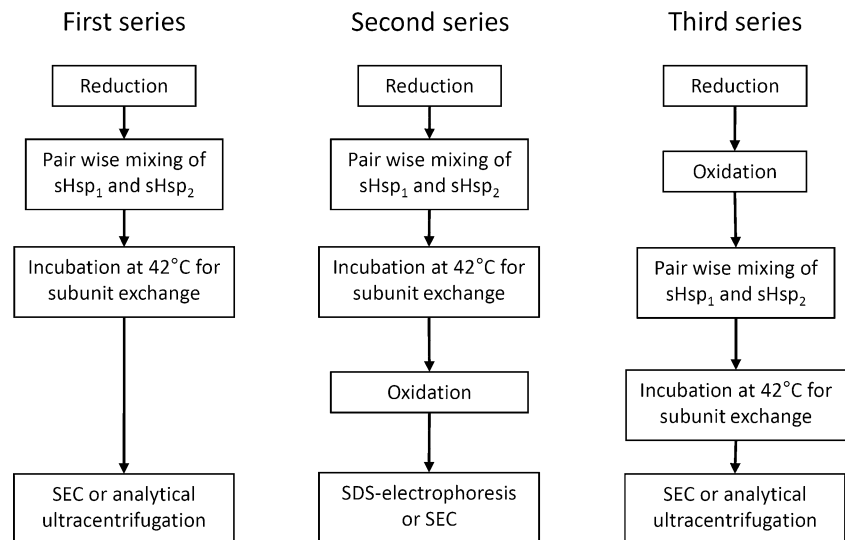 First series
Reduction
Pair wise mixing of
sHsp₁ and sHsp₂
Incubation at 42°C for
subunit exchange
SEC or analytical
ultracentrifugation
Second series
Reduction
Pair wise mixing of
sHsp₁ and sHsp₂
Incubation at 42°C for
subunit exchange
Oxidation
SDS-electrophoresis
or SEC
Third series
Reduction
Oxidation
Pair wise mixing of
sHsp₁ and sHsp₂
Incubation at 42°C for
subunit exchange
SEC or analytical
ultracentrifugation